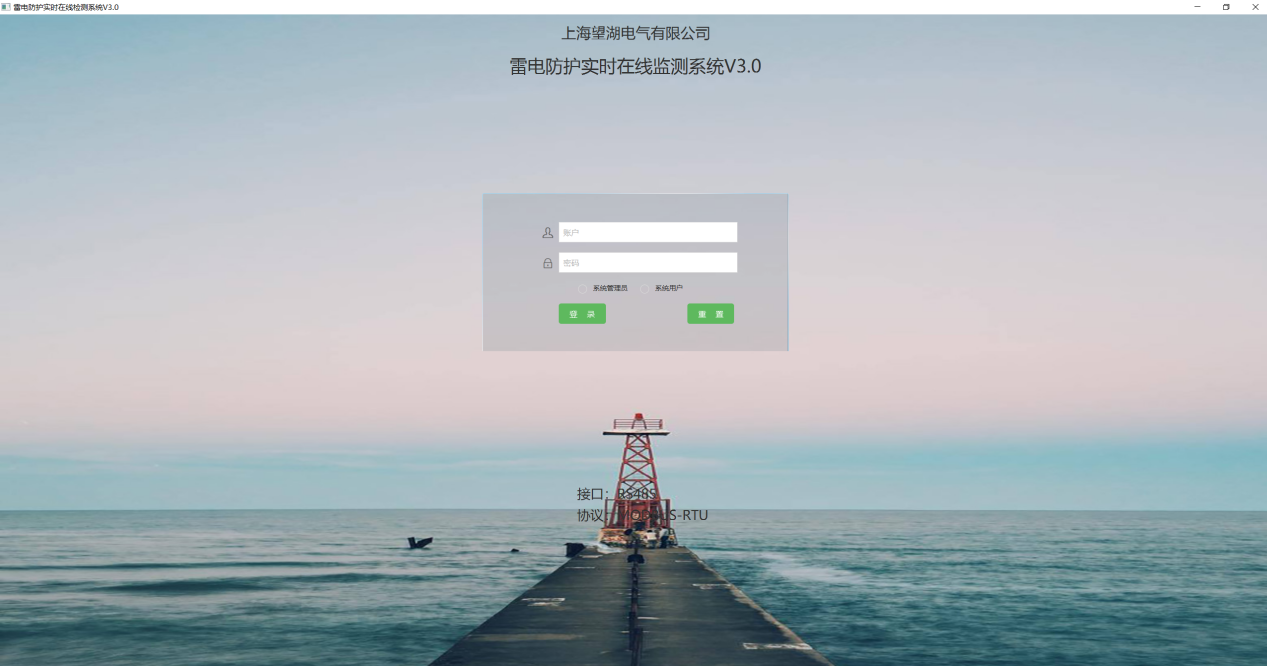 雷电防护实时在线检测系统V3.0
上海望湖电气有限公司
雷电防护实时在线监测系统V3.0
账户
密码
系统管理员 系统用户
登 录 重 置
接口：RS485
协议：MODBUS-RTU